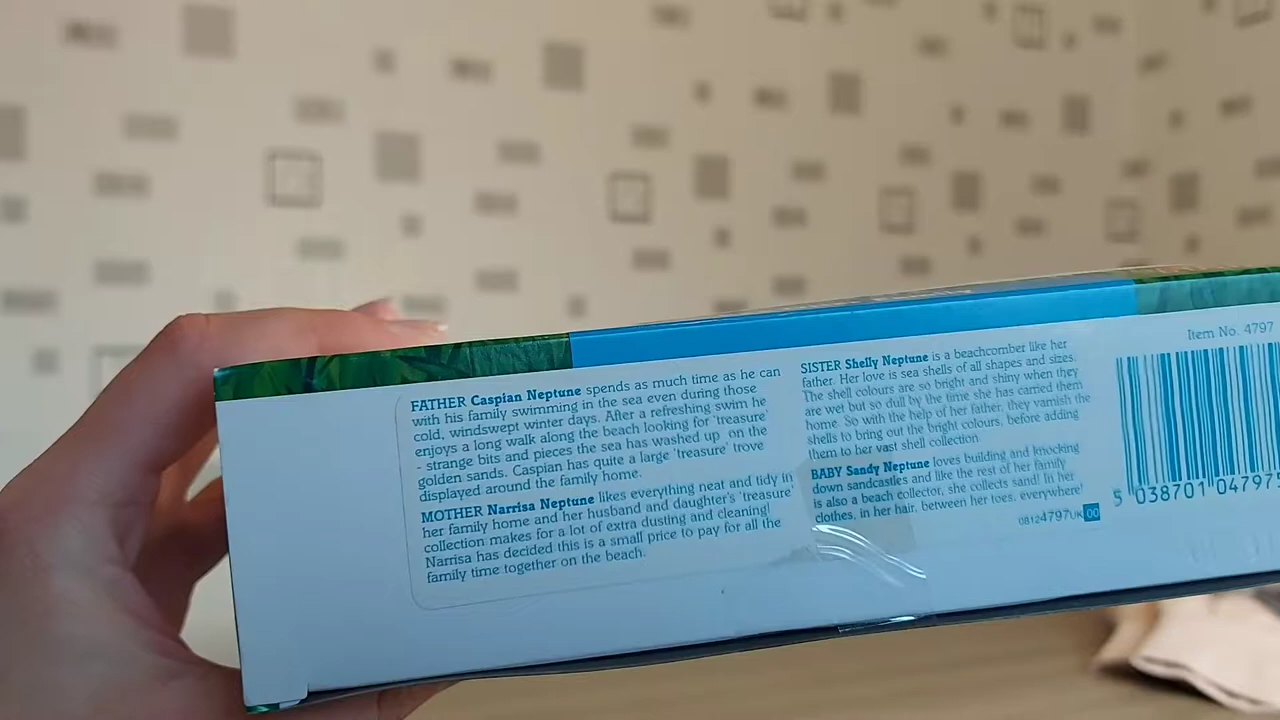 FATHER Caspian Neptune spends as much time as he can
with his family swimming in the sea even during those
cold, windswept winter days. After a refreshing swim he
enjoys a long walk along the beach looking for 'treasure'
- strange bits and pieces the sea has washed up on the
golden sands. Caspian has quite a large 'treasure' trove
displayed around the family home.
MOTHER Narrisa Neptune likes everything neat and tidy in
her family home and her husband and daughter's 'treasure'
collection makes for a lot of extra dusting and cleaning!
Narrisa has decided this is a small price to pay for all the
family time together on the beach.
SISTER Shelly Neptune is a beachcomber like her
father. Her love is sea shells of all shapes and sizes.
The shell colours are so bright and shiny when they
are wet but so dull by the time she has carried them
home. So with the help of her father, they varnish the
shells to bring out the bright colours, before adding
them to her vast shell collection.
BABY Sandy Neptune loves building and knocking
down sandcastles and like the rest of her family
is also a beach collector, she collects sand! In her
clothes, in her hair, between her toes, everywhere!
08124797UK 00
Item No. 4797
5 038701 04797